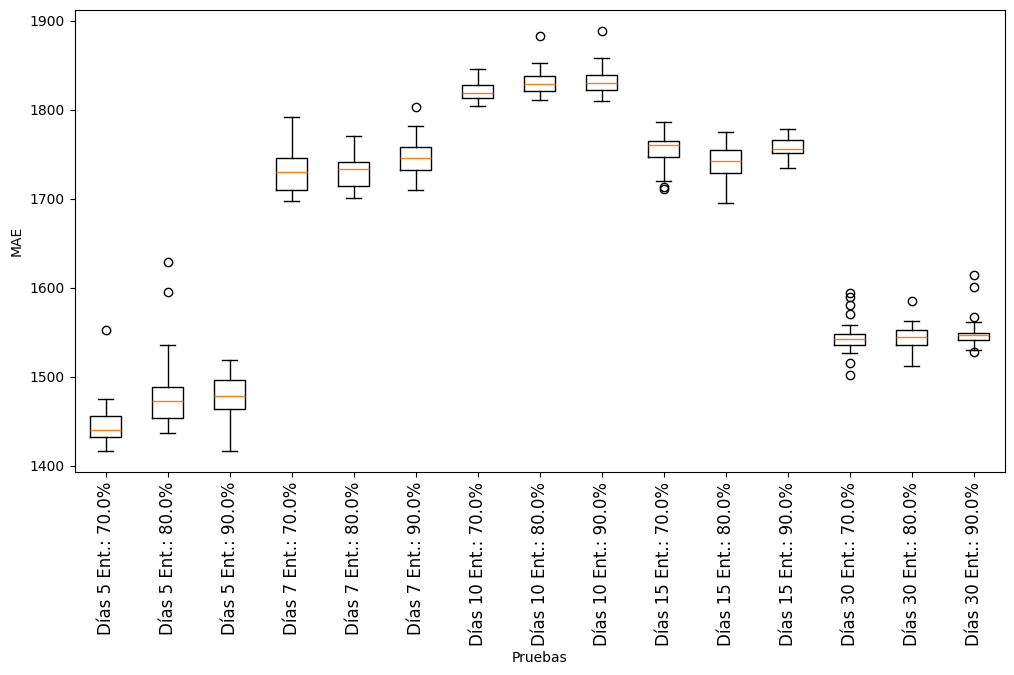 1900
1800
1700
1600
1500
1400
MAE
Días 5 Ent.: 70.0%
Días 5 Ent.: 80.0%
Días 5 Ent.: 90.0%
Días 7 Ent.: 70.0%
Días 7 Ent.: 80.0%
Días 7 Ent.: 90.0%
Días 10 Ent.: 70.0%
Días 10 Ent.: 80.0%
Días 10 Ent.: 90.0%
Días 15 Ent.: 70.0%
Días 15 Ent.: 80.0%
Días 15 Ent.: 90.0%
Días 30 Ent.: 70.0%
Días 30 Ent.: 80.0%
Días 30 Ent.: 90.0%
Pruebas